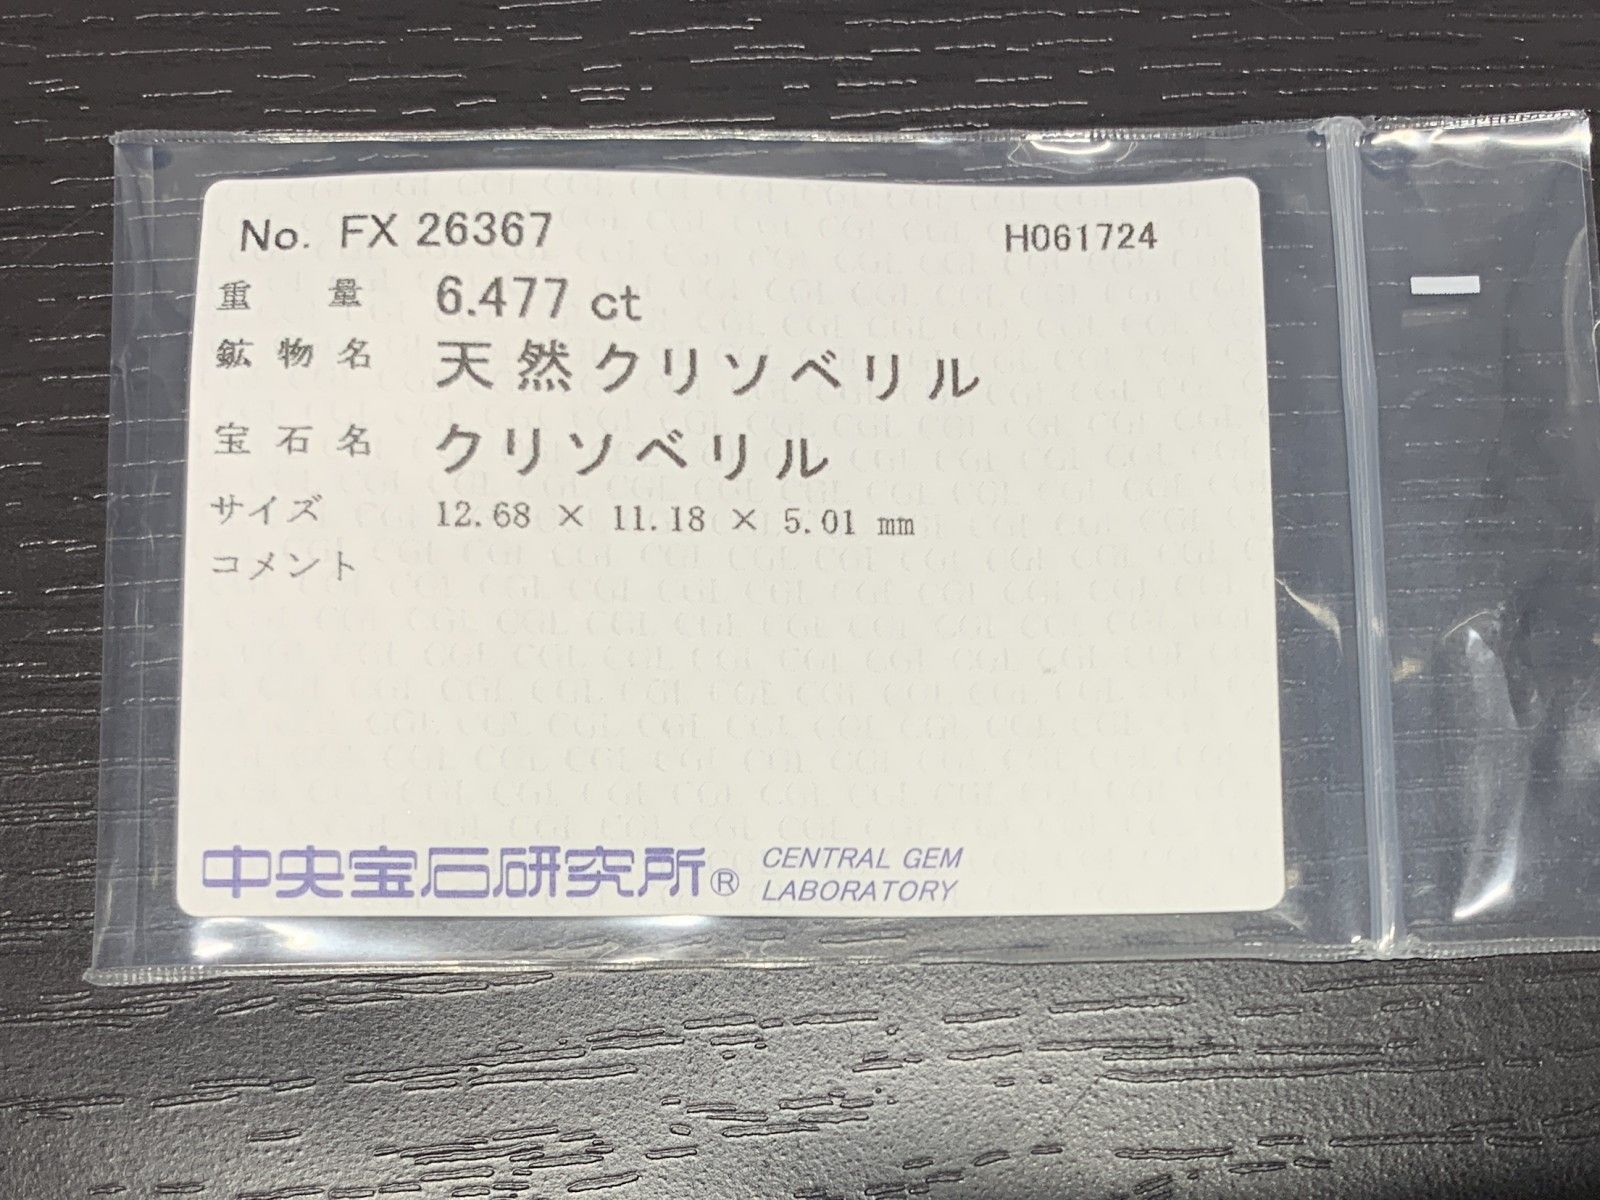 No. FX 26367 H061724
重量 6.477 ct
鉱物名 天然クリソベリル
宝石名 クリソベリル
サイズ 12.68 × 11.18 × 5.01 mm
コメント
中央宝石研究所® CENTRAL GEM
LABORATORY